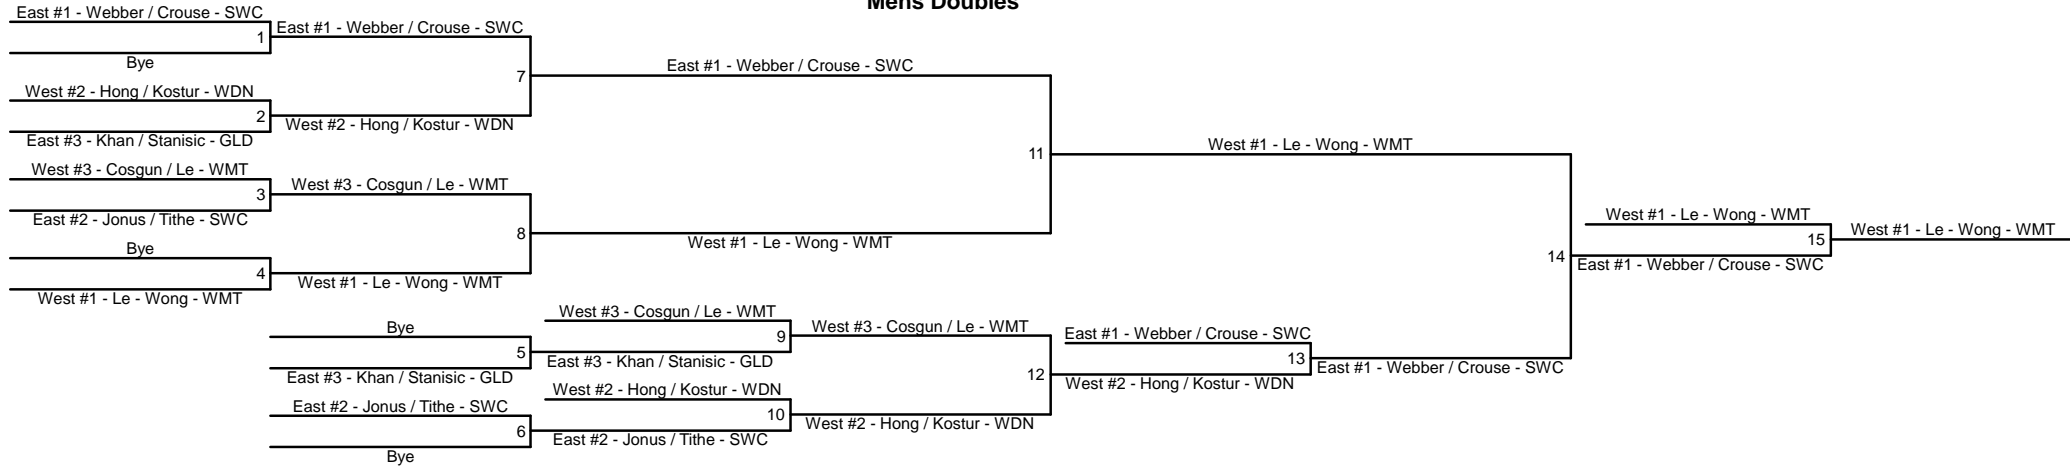 Mens Doubles
East #1 - Webber / Crouse - SWC
1
Bye
East #1 - Webber / Crouse - SWC
7
West #2 - Hong / Kostur - WDN
2
East #3 - Khan / Stanisic - GLD
West #2 - Hong / Kostur - WDN
East #1 - Webber / Crouse - SWC
11
West #3 - Cosgun / Le - WMT
3
East #2 - Jonus / Tithe - SWC
West #3 - Cosgun / Le - WMT
8
Bye
4
West #1 - Le - Wong - WMT
West #1 - Le - Wong - WMT
West #1 - Le - Wong - WMT
West #1 - Le - Wong - WMT
14
Bye
5
East #3 - Khan / Stanisic - GLD
West #3 - Cosgun / Le - WMT
9
East #3 - Khan / Stanisic - GLD
West #3 - Cosgun / Le - WMT
12
East #2 - Jonus / Tithe - SWC
6
Bye
West #2 - Hong / Kostur - WDN
10
East #2 - Jonus / Tithe - SWC
West #2 - Hong / Kostur - WDN
East #1 - Webber / Crouse - SWC
13
West #2 - Hong / Kostur - WDN
East #1 - Webber / Crouse - SWC
West #1 - Le - Wong - WMT
15
East #1 - Webber / Crouse - SWC
West #1 - Le - Wong - WMT